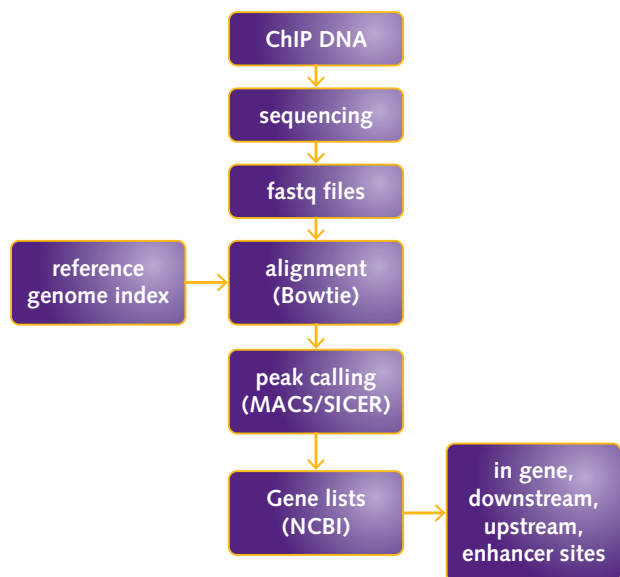 ChIP DNA
sequencing
fastq files
reference
genome index
alignment
(Bowtie)
peak calling
(MACS/SICER)
Gene lists
(NCBI)
in gene,
downstream,
upstream,
enhancer sites